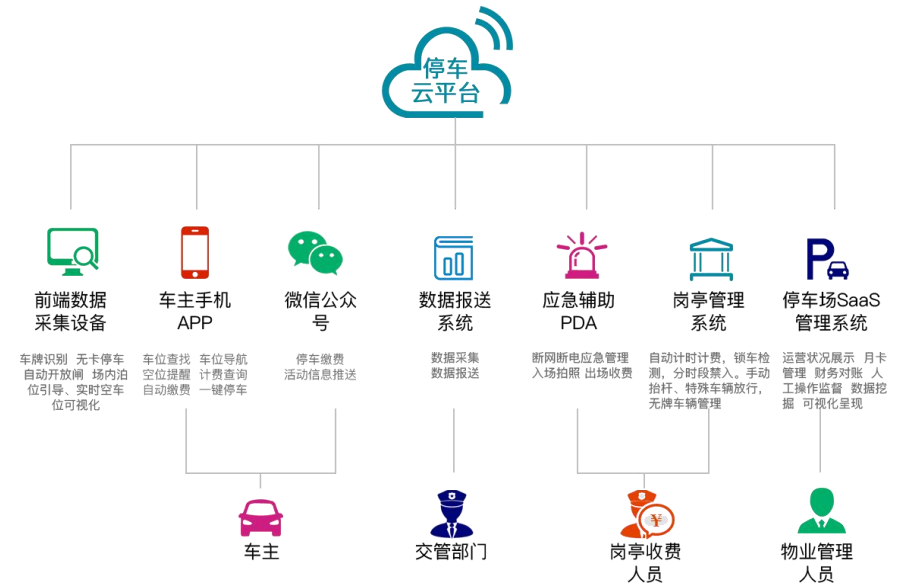 停车
云平台
前端数据
采集设备
车牌识别 无卡停车
自动开放闸 场内泊
位引导、实时空车
位可视化
车主手机
APP
车位查找 车位导航
空位提醒 计费查询
自动缴费 一键停车
微信公众
号
停车缴费
活动信息推送
数据报送
系统
数据采集
数据报送
应急辅助
PDA
断网断电应急管理
入场拍照 出场收费
岗亭管理
系统
自动计时计费，锁车检
测，分时段禁入。手动
抬杆、特殊车辆放行，
无牌车辆管理
P
停车场SaaS
管理系统
运营状况展示 月卡
管理 财务对账 人
工操作监督 数据挖
掘 可视化呈现
车主
交管部门
¥
岗亭收费
人员
物业管理
人员